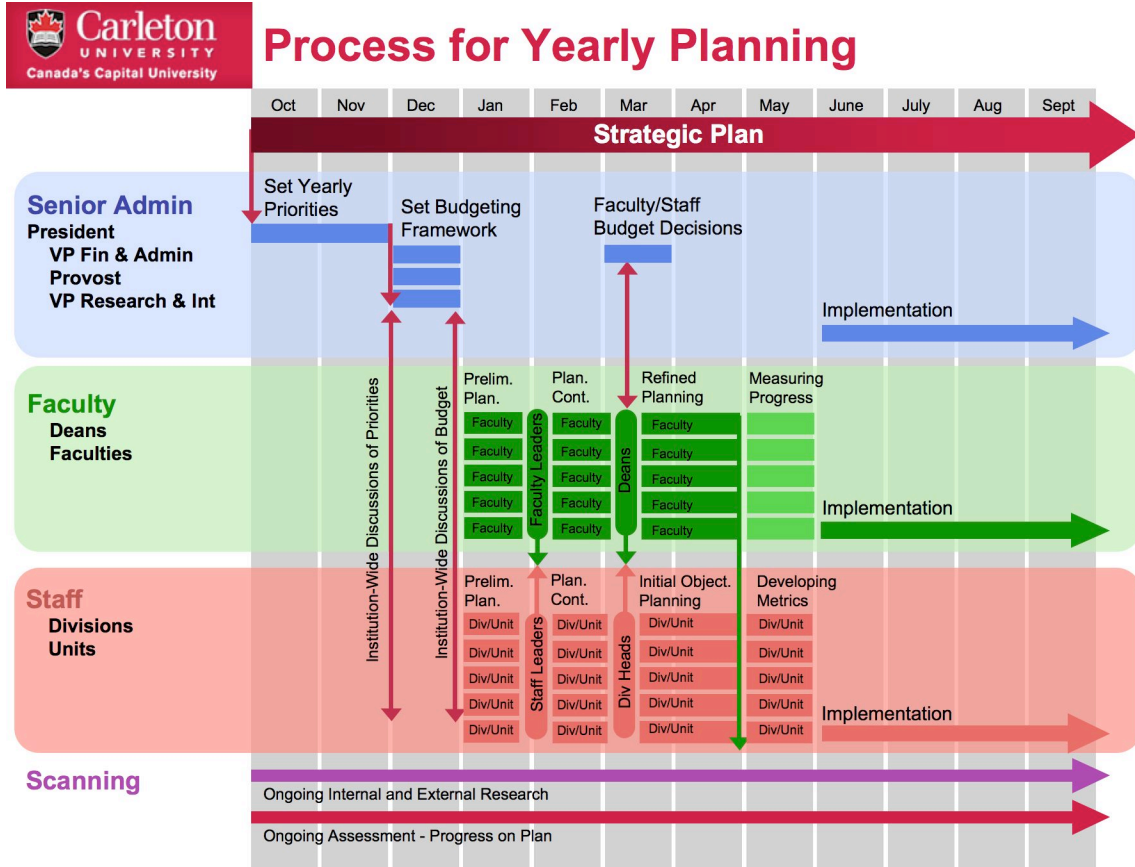 Carleton
UNIVERSITY
Canada's Capital University
Process for Yearly Planning
Oct Nov Dec Jan Feb Mar Apr May June July Aug Sept
Strategic Plan
Senior Admin
President
VP Fin & Admin
Provost
VP Research & Int
Set Yearly
Priorities
Set Budgeting
Framework
Faculty/Staff
Budget Decisions
Implementation
Institution-Wide Discussions of Priorities
Institution-Wide Discussions of Budget
Faculty
Deans
Faculties
Prelim.
Plan.
Plan.
Cont.
Refined
Planning
Measuring
Progress
Faculty Leaders
Deans
Faculty Faculty Faculty
Faculty Faculty Faculty
Faculty Faculty Faculty
Faculty Faculty Faculty
Faculty Faculty Faculty
Implementation
Staff
Divisions
Units
Prelim.
Plan.
Plan.
Cont.
Initial Object.
Planning
Developing
Metrics
Staff Leaders
Div Heads
Div/Unit Div/Unit Div/Unit Div/Unit
Div/Unit Div/Unit Div/Unit Div/Unit
Div/Unit Div/Unit Div/Unit Div/Unit
Div/Unit Div/Unit Div/Unit Div/Unit
Div/Unit Div/Unit Div/Unit Div/Unit
Implementation
Scanning
Ongoing Internal and External Research
Ongoing Assessment - Progress on Plan